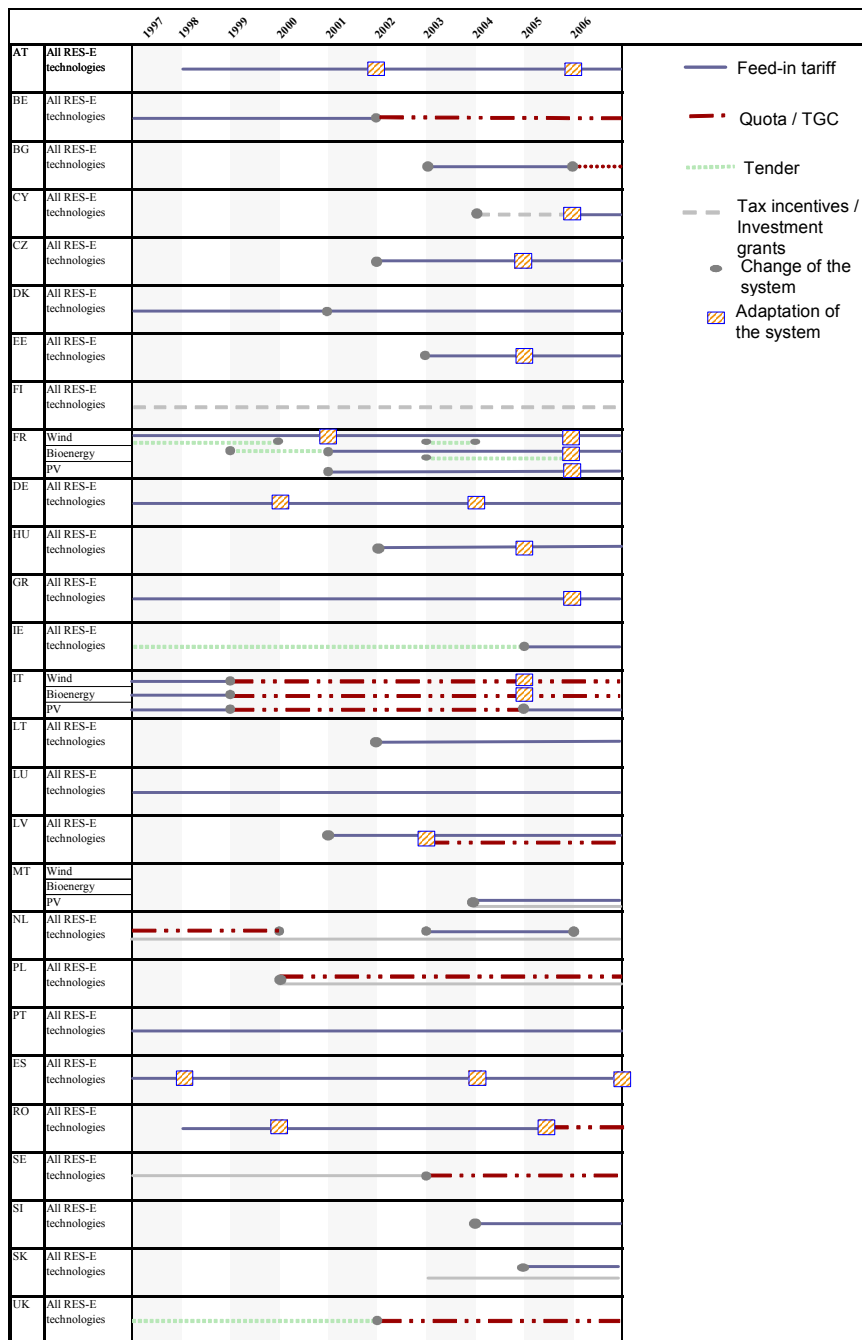 1997 1998 1999 2000 2001 2002 2003 2004 2005 2006
AT All RES-E
technologies
BE All RES-E
technologies
BG All RES-E
technologies
CY All RES-E
technologies
CZ All RES-E
technologies
DK All RES-E
technologies
EE All RES-E
technologies
FI All RES-E
technologies
FR Wind
Bioenergy
PV
DE All RES-E
technologies
HU All RES-E
technologies
GR All RES-E
technologies
IE All RES-E
technologies
IT Wind
Bioenergy
PV
LT All RES-E
technologies
LU All RES-E
technologies
LV All RES-E
technologies
MT Wind
Bioenergy
PV
NL All RES-E
technologies
PL All RES-E
technologies
PT All RES-E
technologies
ES All RES-E
technologies
RO All RES-E
technologies
SE All RES-E
technologies
SI All RES-E
technologies
SK All RES-E
technologies
UK All RES-E
technologies
Feed-in tariff
Quota / TGC
Tender
Tax incentives /
Investment
grants
Change of the
system
Adaptation of
the system